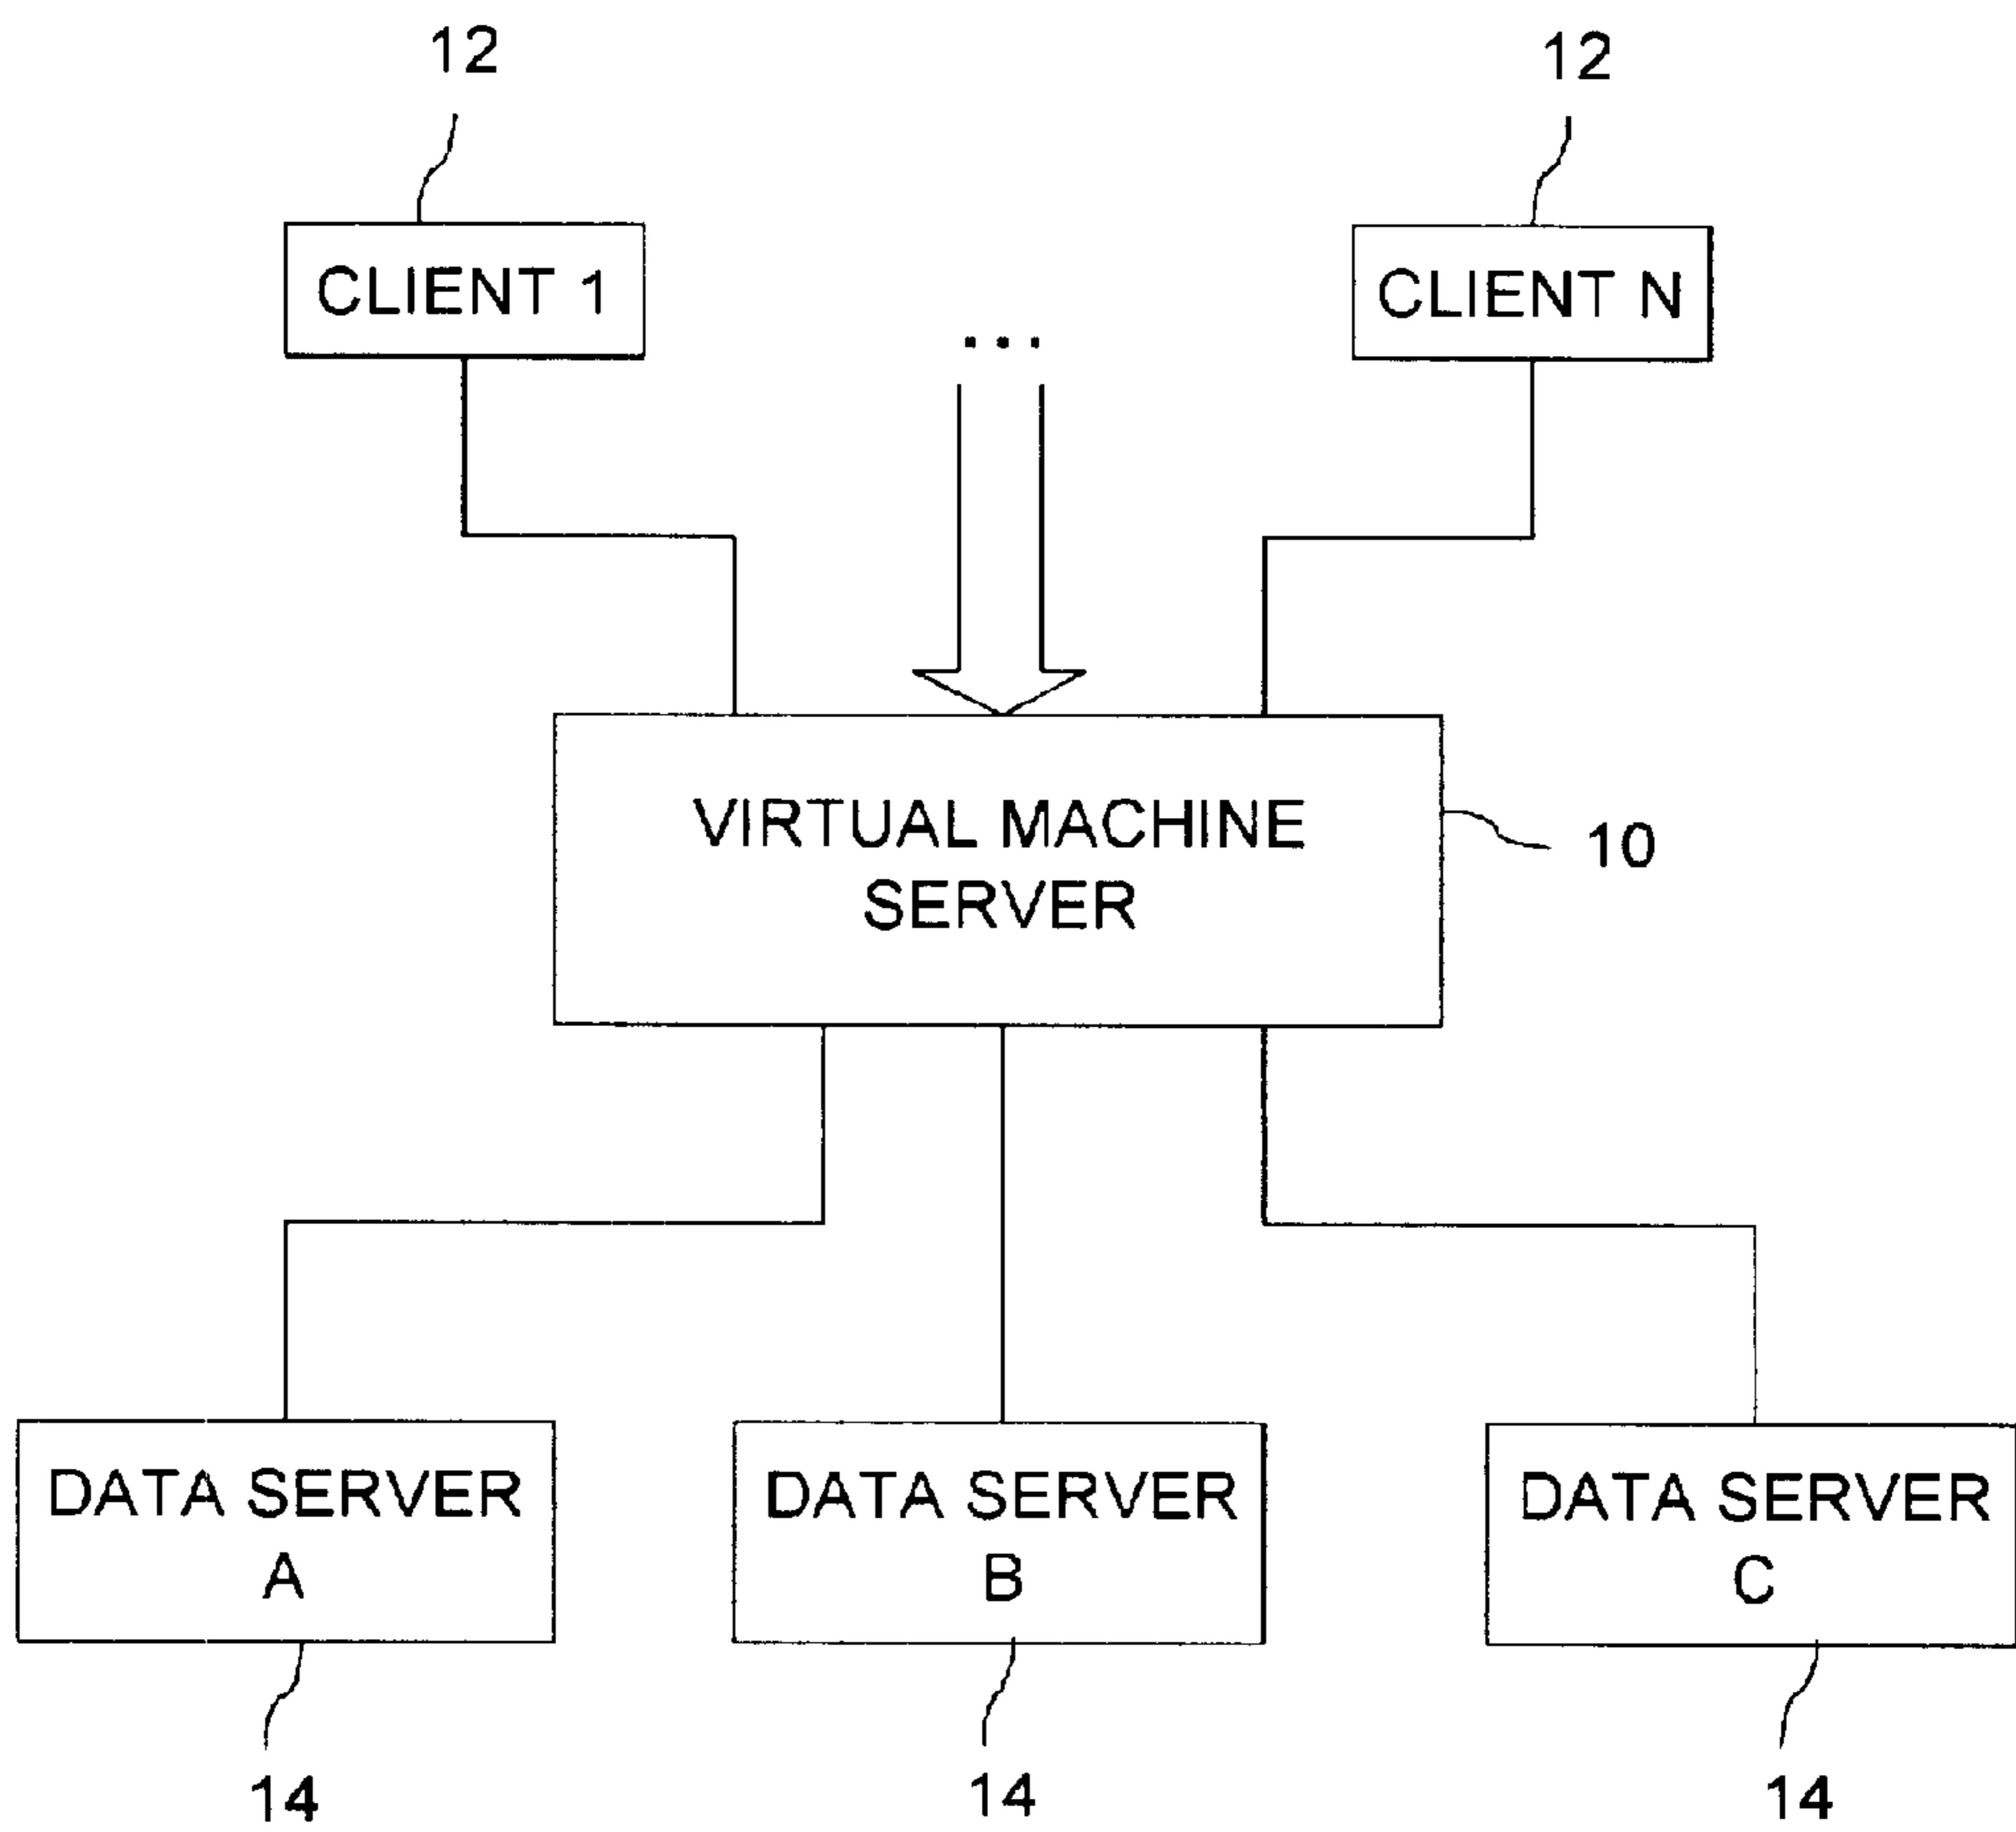 12
12
CLIENT 1
CLIENT N
...
VIRTUAL MACHINE
SERVER
10
DATA SERVER
A
DATA SERVER
B
DATA SERVER
C
14
14
14